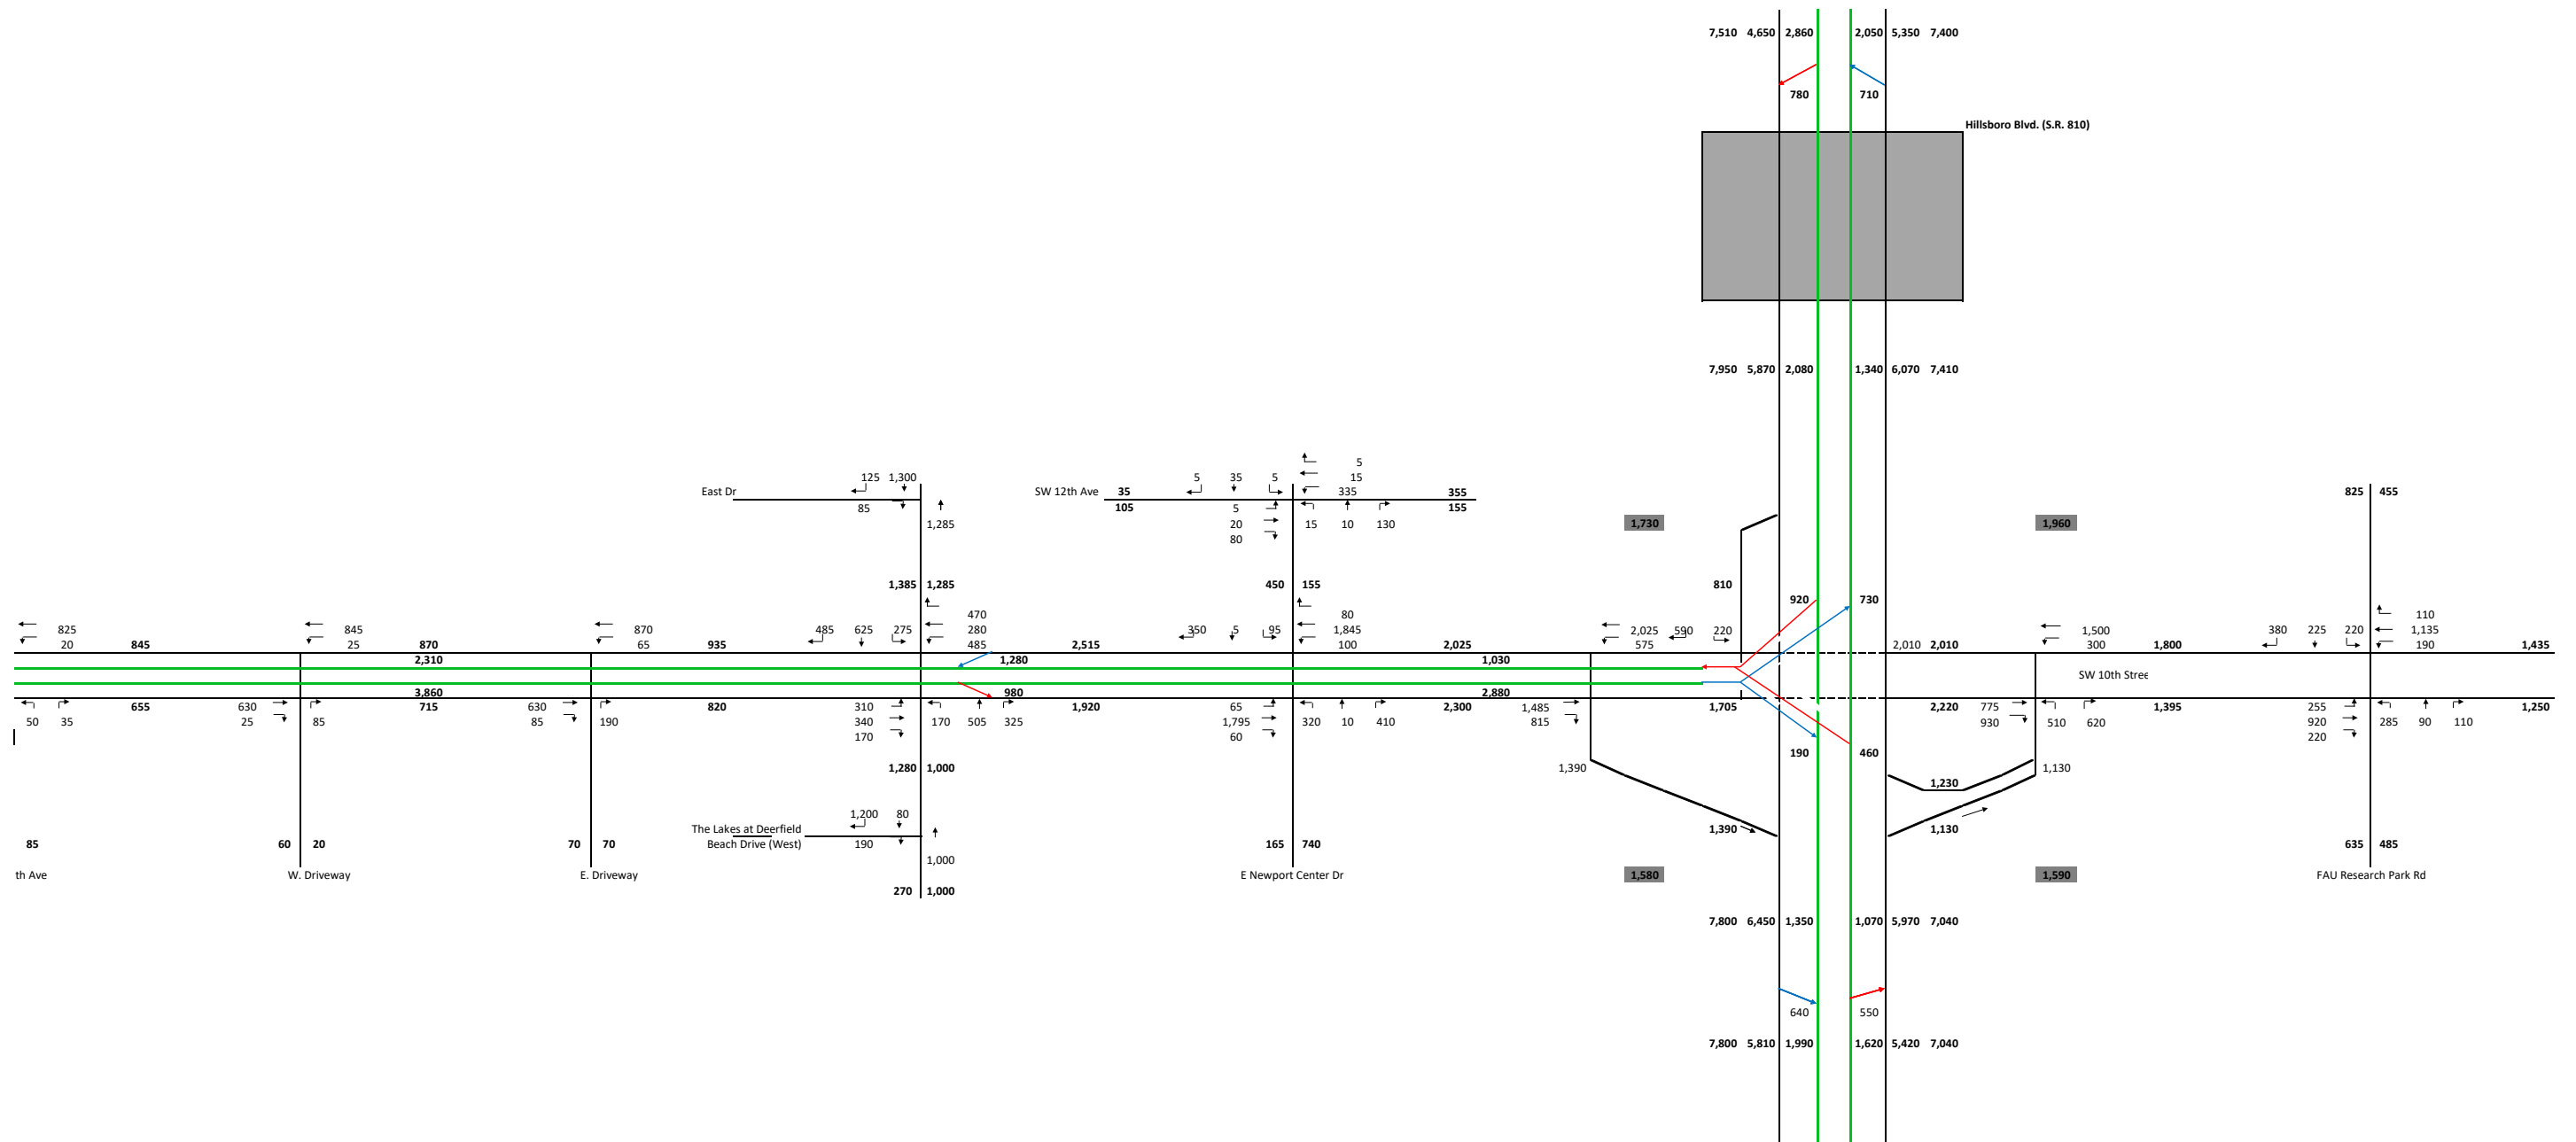 7,510 4,650 2,860 2,050 5,350 7,400
780 710
Hillsboro Blvd. (S.R. 810)
7,950 5,870 2,080 1,340 6,070 7,410
5
125 1,300 5 35 5 15
East Dr SW 12th Ave 35 335 355 825 455
85 105 5 155
1,285 20 15 10 130 1,730 1,960
80
1,385 1,285 450 155 810
920 730
470 80 110
825 845 870 485 625 275 280 350 5 95 1,845 2,025 590 220 1,500 380 225 220 1,135
20 845 25 870 65 935 485 2,515 100 2,025 575 2,010 2,010 300 1,800 190 1,435
2,310 1,280 1,030
SW 10th Stree
3,860 980 2,880
655 630 715 630 820 310 1,920 65 2,300 1,485 1,705 2,220 775 1,395 255 1,250
50 35 25 85 85 190 340 170 505 325 1,795 320 10 410 815 930 510 620 920 285 90 110
170 60 220
190 460
1,280 1,000 1,390 1,130
1,230
1,200 80
The Lakes at Deerfield 1,390 1,130
85 60 20 70 70 Beach Drive (West) 190 165 740 635 485
1,000
th Ave W. Driveway E. Driveway E Newport Center Dr 1,580 1,590 FAU Research Park Rd
270 1,000
7,800 6,450 1,350 1,070 5,970 7,040
640 550
7,800 5,810 1,990 1,620 5,420 7,040